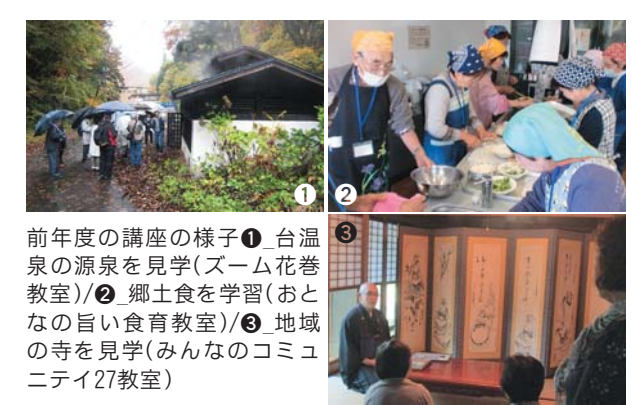 ❶
❷
❸
前年度の講座の様子❶_台温
泉の源泉を見学(ズーム花巻
教室)/❷_郷土食を学習(おと
なの旨い食育教室)/❸_地域
の寺を見学(みんなのコミュ
ニテイ27教室)